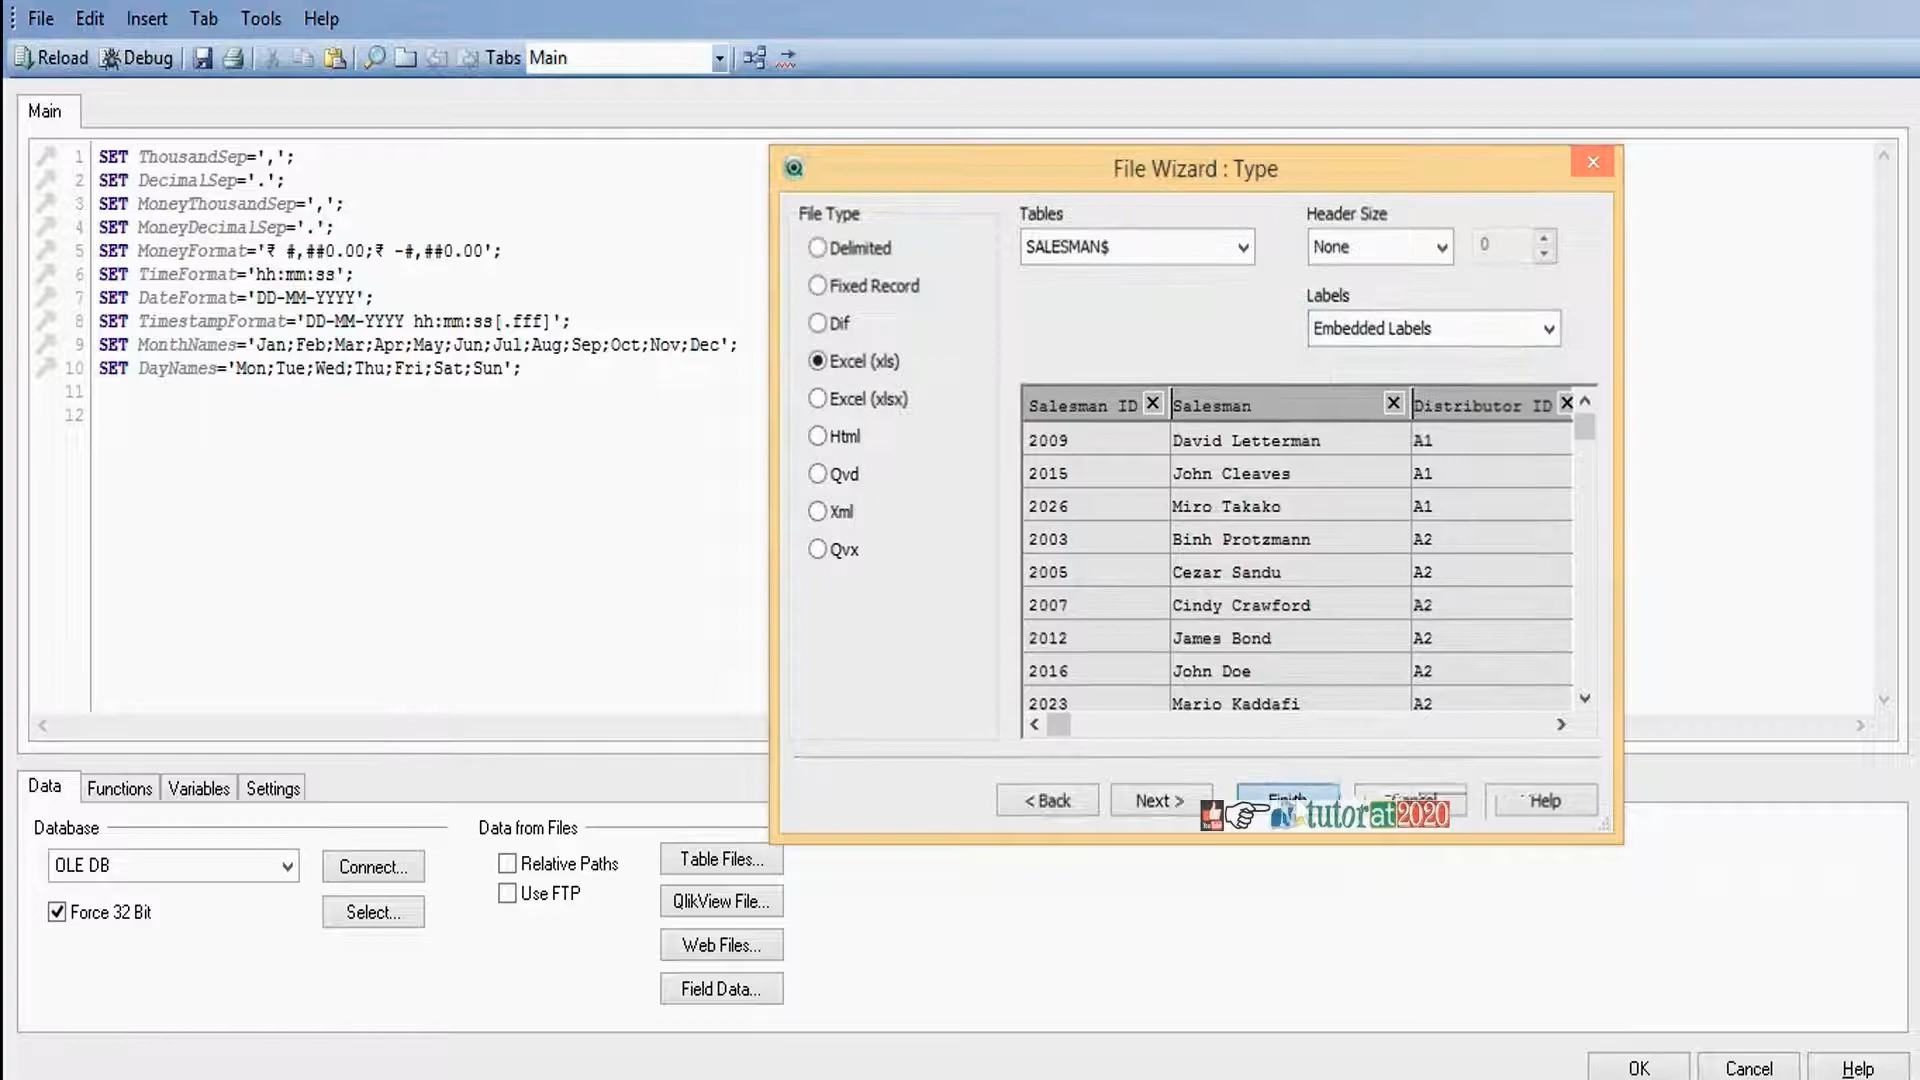 File Edit Insert Tab Tools Help
Reload Debug Tabs Main
Main
1 SET ThousandSep=',';
2 SET DecimalSep='.';
3 SET MoneyThousandSep=',';
4 SET MoneyDecimalSep='.';
5 SET MoneyFormat='₹ #,##0.00;₹ -#,##0.00';
6 SET TimeFormat='hh:mm:ss';
7 SET DateFormat='DD-MM-YYYY';
8 SET TimestampFormat='DD-MM-YYYY hh:mm:ss[.fff]';
9 SET MonthNames='Jan;Feb;Mar;Apr;May;Jun;Jul;Aug;Sep;Oct;Nov;Dec';
10 SET DayNames='Mon;Tue;Wed;Thu;Fri;Sat;Sun';
11
12
File Wizard : Type
File Type
Delimited
Fixed Record
Dif
Excel (xls)
Excel (xlsx)
Html
Qvd
Xml
Qvx
Tables
SALESMAN$
Header Size
None 0
Labels
Embedded Labels
Salesman ID Salesman Distributor ID
2009 David Letterman A1
2015 John Cleaves A1
2026 Miro Takako A1
2003 Binh Protzmann A2
2005 Cezar Sandu A2
2007 Cindy Crawford A2
2012 James Bond A2
2016 John Doe A2
2023 Mario Kaddafi A2
< Back Next > Finish Help
tutorat2020
Data Functions Variables Settings
Database
OLE DB
Connect...
Force 32 Bit
Select...
Data from Files
Relative Paths
Use FTP
Table Files...
QlikView File...
Web Files...
Field Data...
OK Cancel Help